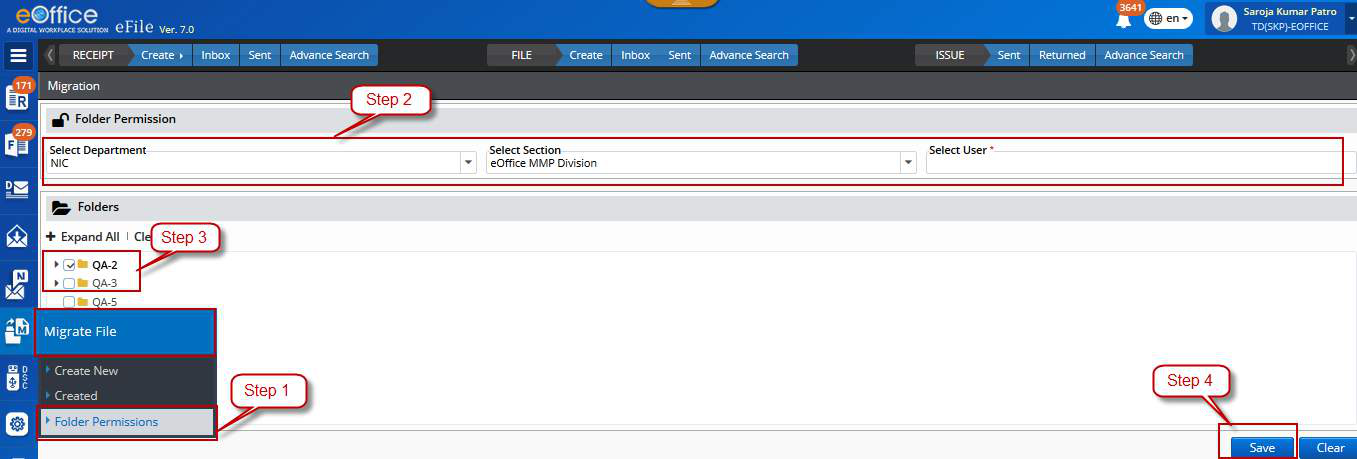 eOffice
A DIGITAL WORKPLACE SOLUTION
eFile Ver. 7.0
3641
en
Saroja Kumar Patro
TD(SKP)-EOFFICE
RECEIPT Create Inbox Sent Advance Search
FILE Create Inbox Sent Advance Search
ISSUE Sent Returned Advance Search
171
R
Migration
Step 2
Folder Permission
279
F
Select Department
NIC
Select Section
eOffice MMP Division
Select User *
D
Folders
+ Expand All Cle
Step 3
QA-2
QA-3
QA-5
N
M
Migrate File
DSC
Create New
Created
Folder Permissions
Step 1
Step 4
Save Clear